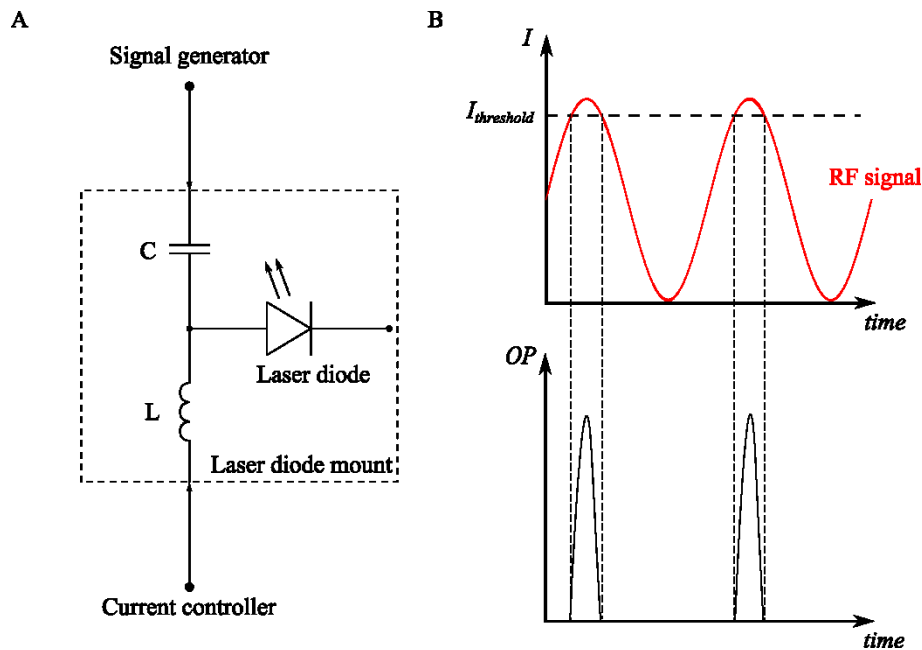 A
Signal generator
C
Laser diode
L
Laser diode mount
Current controller
B
I
I_threshold
RF signal
time
OP
time